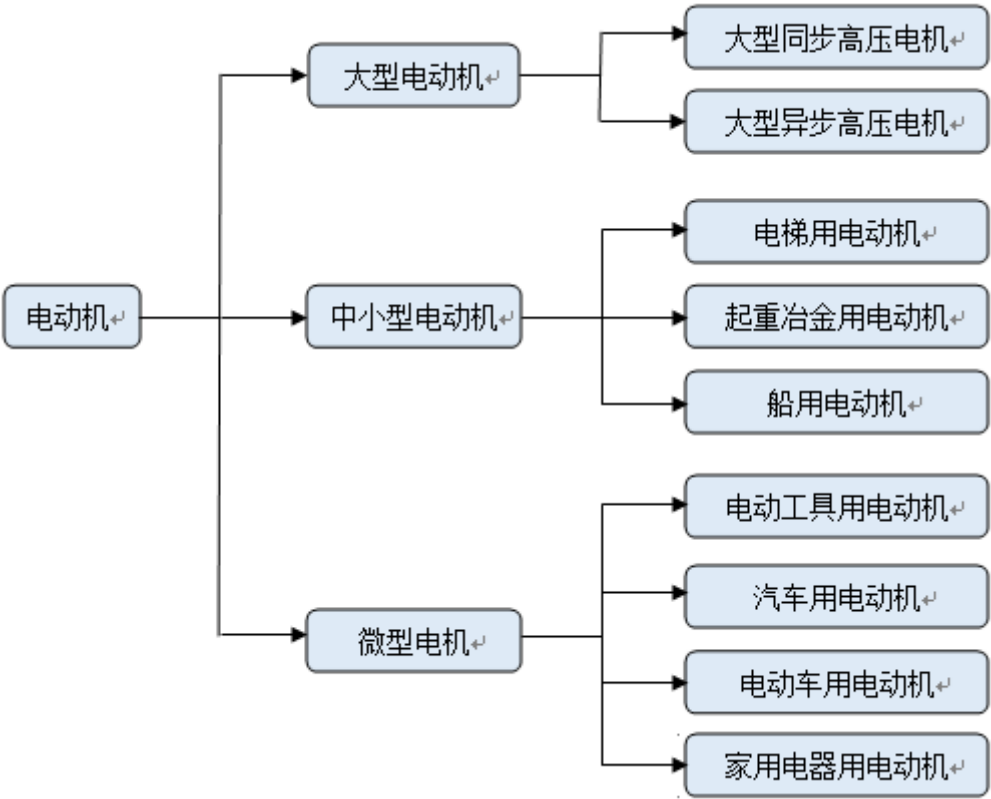 电动机
大型电动机
大型同步高压电机
大型异步高压电机
中小型电动机
电梯用电动机
起重冶金用电动机
船用电动机
微型电机
电动工具用电动机
汽车用电动机
电动车用电动机
家用电器用电动机